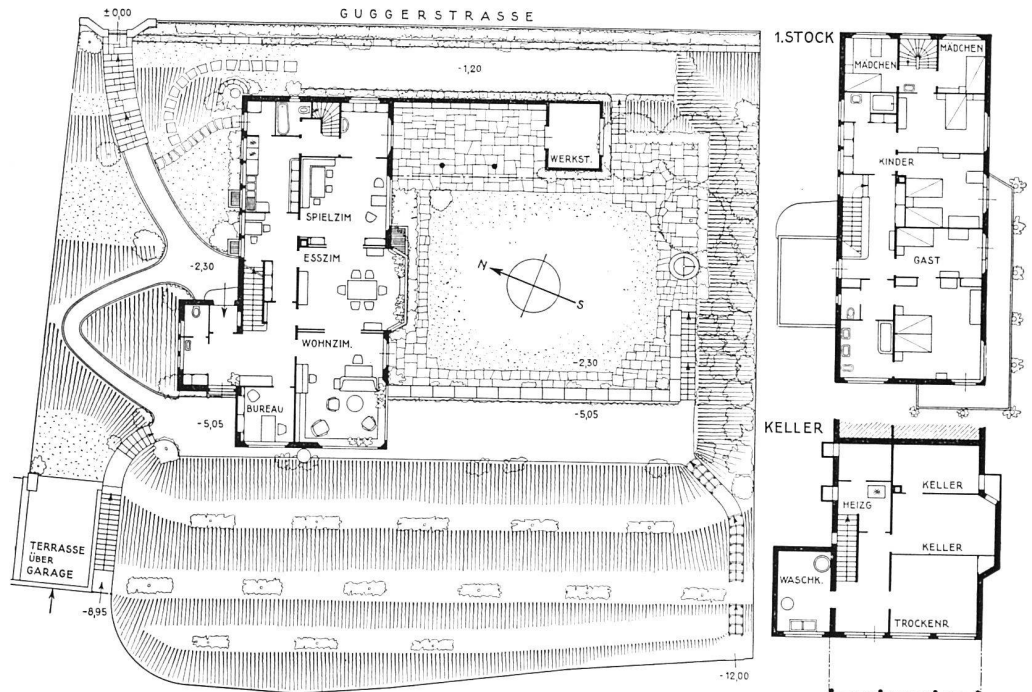 GUGGERSTRASSE
±0,00
-1,20
WERKST.
SPIELZIM
ESSZIM
-2,30
N
S
WOHNZIM.
-2,30
BUREAU
-5,05
-5,05
TERRASSE
ÜBER
GARAGE
-8,95
-12,00
1.STOCK
MÄDCHEN
MÄDCHEN
KINDER
GAST
KELLER
KELLER
HEIZG
KELLER
WASCHK.
TROCKENR